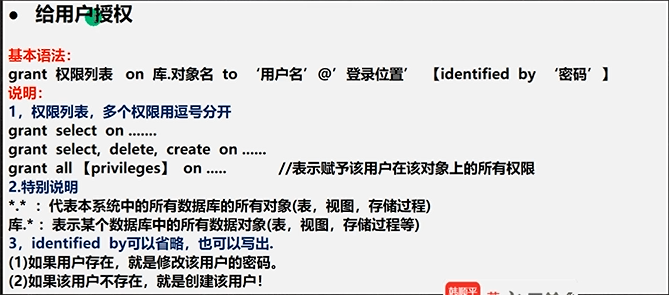 ● 给用户授权
基本语法：
grant 权限列表 on 库.对象名 to ‘用户名’@’登录位置’ 【identified by ‘密码’】
说明：
1，权限列表，多个权限用逗号分开
grant select on .......
grant select, delete, create on ......
grant all 【privileges】 on ..... //表示赋予该用户在该对象上的所有权限
2.特别说明
*.* ：代表本系统中的所有数据库的所有对象(表，视图，存储过程)
库.*：表示某个数据库中的所有数据对象(表，视图，存储过程等)
3，identified by可以省略，也可以写出.
(1)如果用户存在，就是修改该用户的密码。
(2)如果该用户不存在，就是创建该用户！
韩顺平